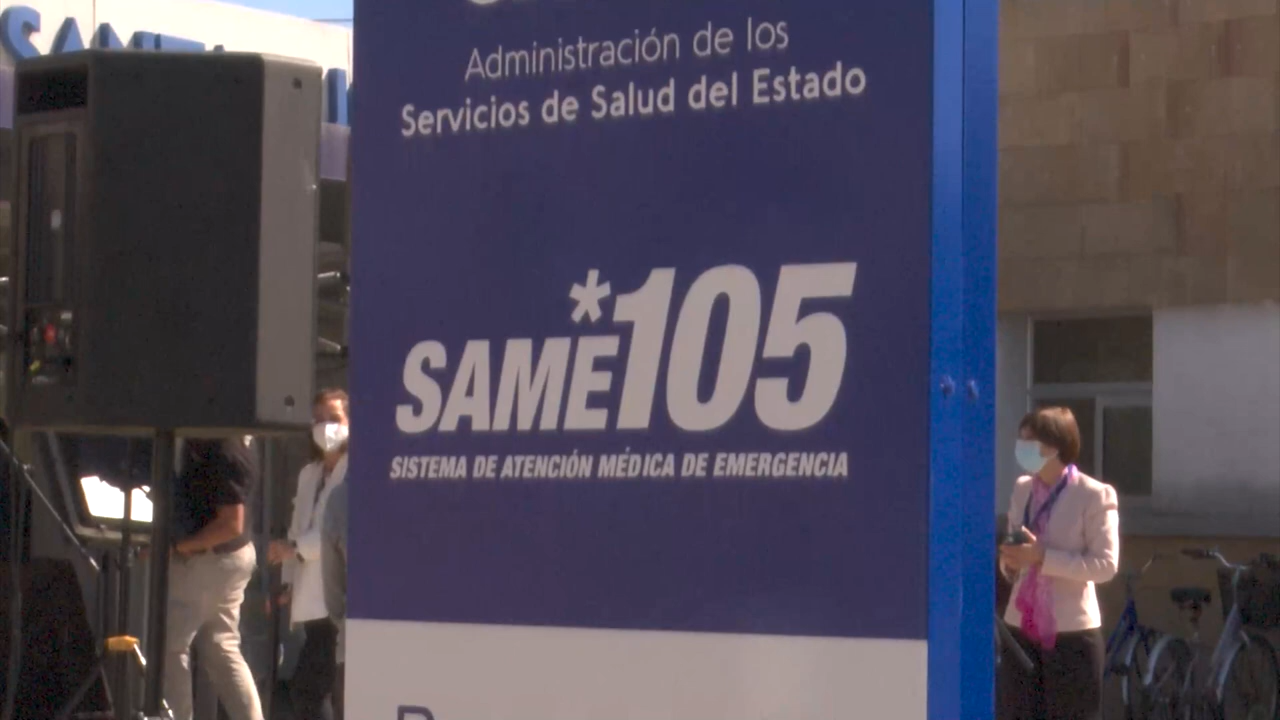 Administración de los
Servicios de Salud del Estado
SAME*105
SISTEMA DE ATENCIÓN MÉDICA DE EMERGENCIA